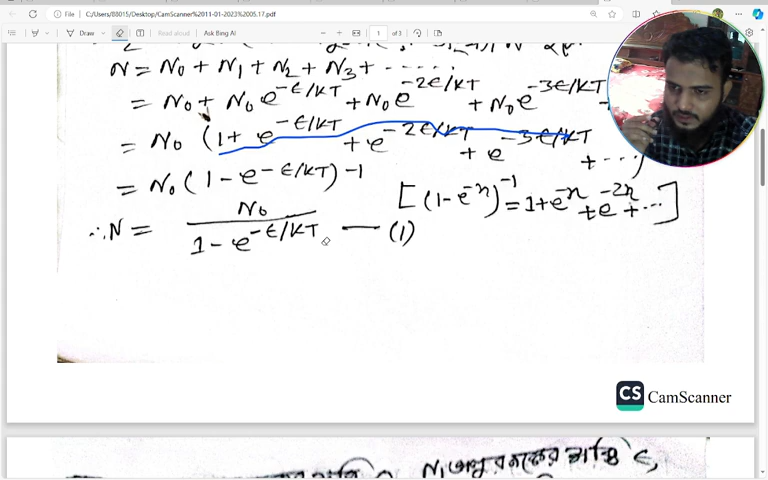 File | C:/Users/88015/Desktop/CamScanner%2011-01-2023%2005.17.pdf
Draw
1 of 3
Read aloud
Ask Bing AI
N = N₀ + N₁ + N₂ + N₃ + ......
= N₀ + N₀e^-ϵ/KT + N₀e^-2ϵ/KT + N₀e^-3ϵ/KT
= N₀ (1 + e^-ϵ/KT + e^-2ϵ/KT + e^-3ϵ/KT + ...)
= N₀ (1 - e^-ϵ/KT)^-1
[(1 - e^-x)^-1 = 1 + e^-x + e^-2x + ...]
∴ N = N₀ / 1 - e^-ϵ/KT — (1)
CS CamScanner